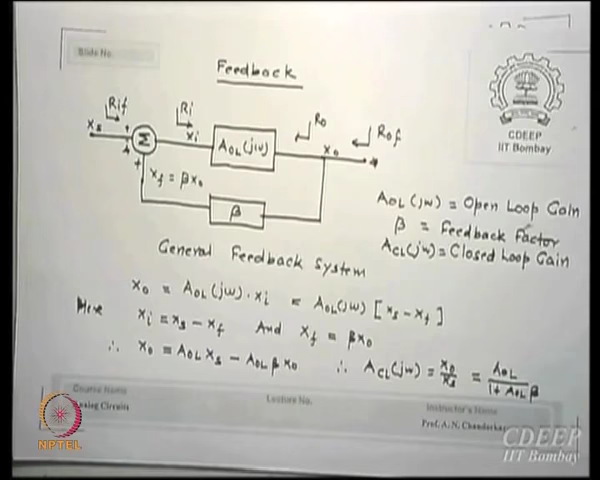 Slide No.
Feedback
CDEEP
IIT Bombay
Rif
Ri
Ro
Rof
xs
+
Σ
xi
AOL(jω)
xo
+
xf = βxo
β
AOL(jω) = Open Loop Gain
β = Feedback Factor
ACL(jω) = Closed Loop Gain
General Feedback System
xo = AOL(jω)·xi = AOL(jω) [xs - xf]
Here xi = xs - xf And xf = βxo
∴ xo = AOL xs - AOL β xo ∴ ACL(jω) = xo/xs = AOL/1+AOL β
Course Name
Analog Circuits
Lecture No.
Instructor's Name
Prof. A. N. Chandorkar
NPTEL
CDEEP
IIT Bombay